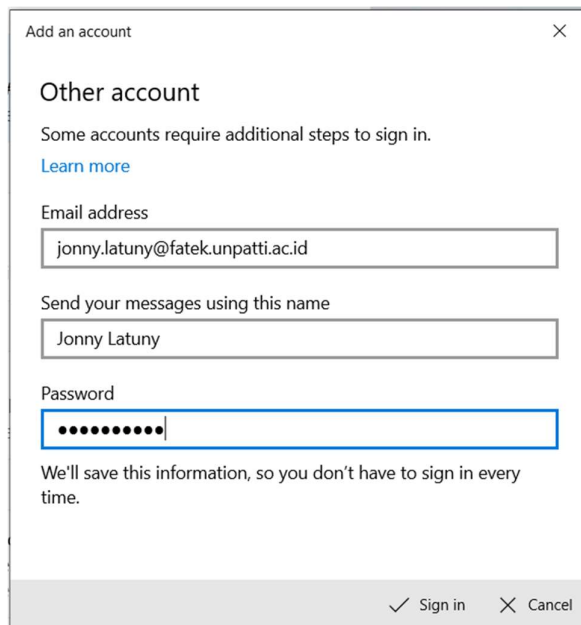 Add an account
Other account
Some accounts require additional steps to sign in.
Learn more
Email address
jonny.latuny@fatek.unpatti.ac.id
Send your messages using this name
Jonny Latuny
Password
●●●●●●●●●●
We'll save this information, so you don't have to sign in every
time.
Sign in
Cancel